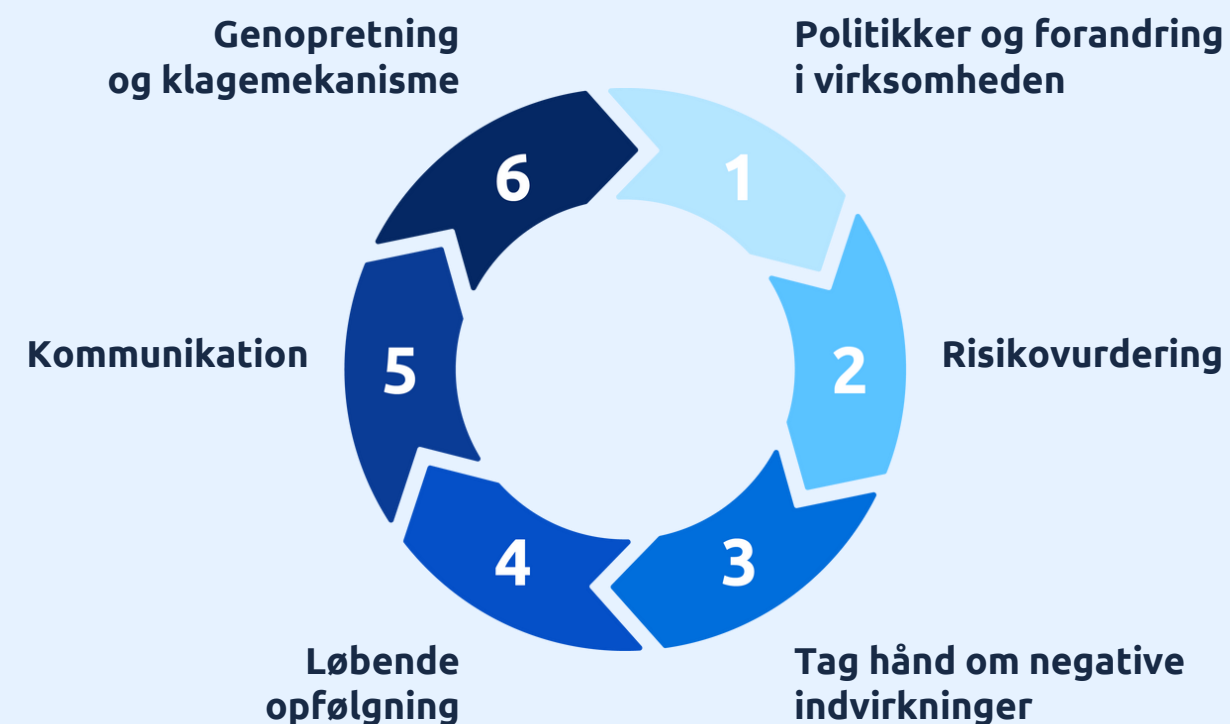 Genopretning
og klagemekanisme
Politikker og forandring
i virksomheden
6
1
Kommunikation
5
2
Risikovurdering
4
3
Løbende
opfølgning
Tag hånd om negative
indvirkninger